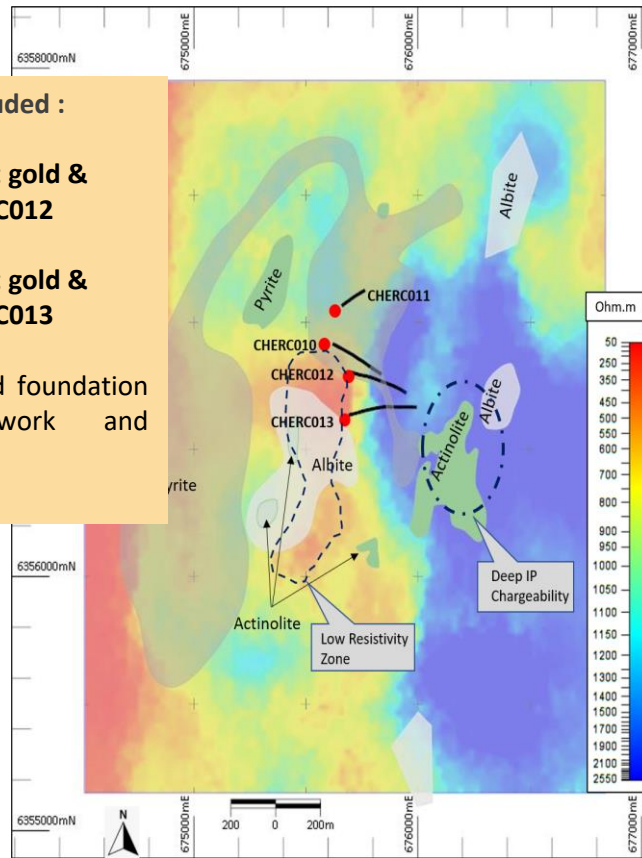 675000mE
676000mE
677000mE
6358000mN
uded :
gold &
C012
gold &
C013
d foundation
work and
Albite
Pyrite
CHERC011
CHERC010
CHERC012
CHERC013
Albite
Albite
Actinolite
yrite
Ohm.m
50
250
350
400
450
500
550
600
700
800
900
950
1000
1050
1100
1150
1200
1300
1400
1500
1700
1900
2100
2550
6356000mN
Deep IP
Chargeability
Actinolite
Low Resistivity
Zone
6355000mN
N
200 0 200m
675000mE
676000mE
677000mE